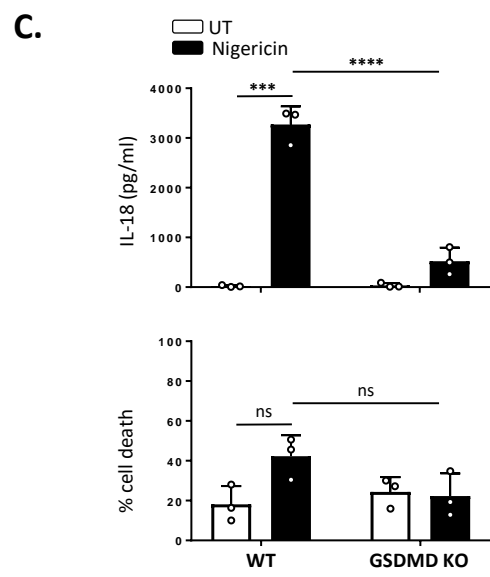 C.
UT
Nigericin
****
***
4000
3000
2000
1000
0
IL-18 (pg/ml)
100
80
60
40
20
0
% cell death
ns
ns
WT GSDMD KO